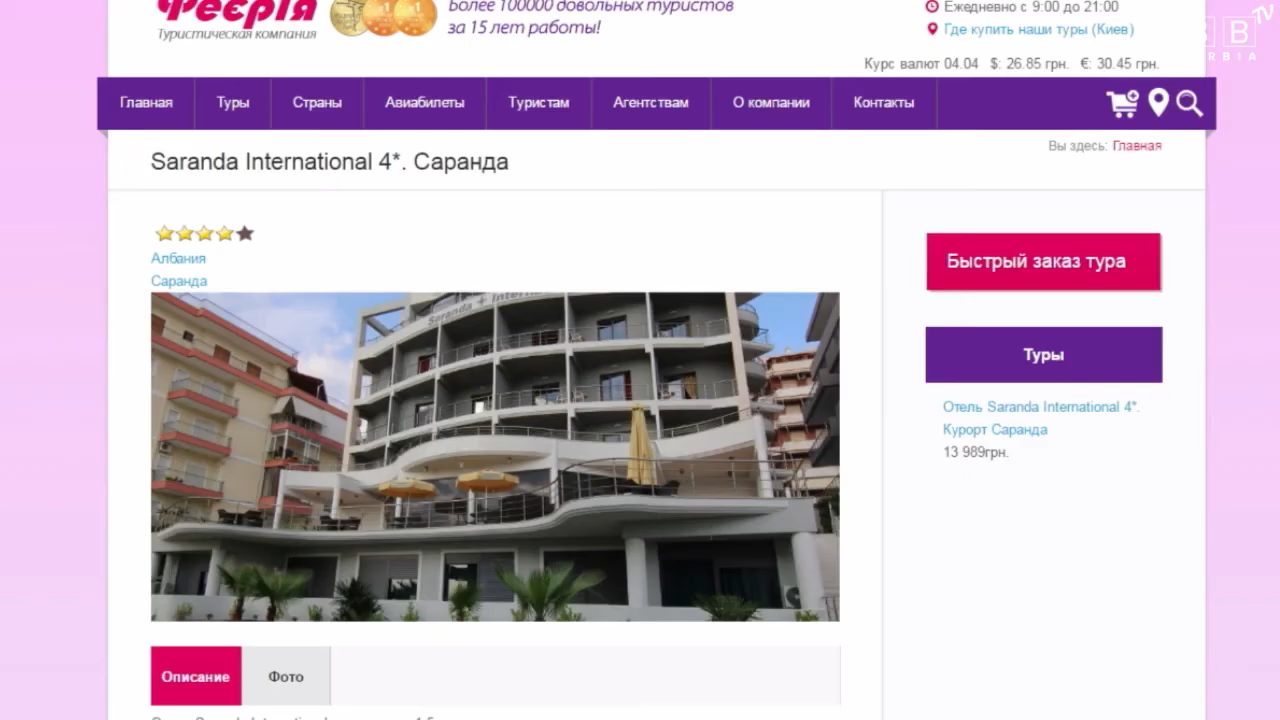 Феєрія
Туристическая компания
Более 100000 довольных туристов
за 15 лет работы!
Ежедневно с 9:00 до 21:00
Где купить наши туры (Киев)
Курс валют 04.04 $: 26.85 грн. €: 30.45 грн.
B TV
RBIA
Главная Туры Страны Авиабилеты Туристам Агентствам О компании Контакты
Вы здесь: Главная
Saranda International 4*. Саранда
Албания
Саранда
Saranda
Быстрый заказ тура
Туры
Отель Saranda International 4*.
Курорт Саранда
13 989грн.
Описание Фото